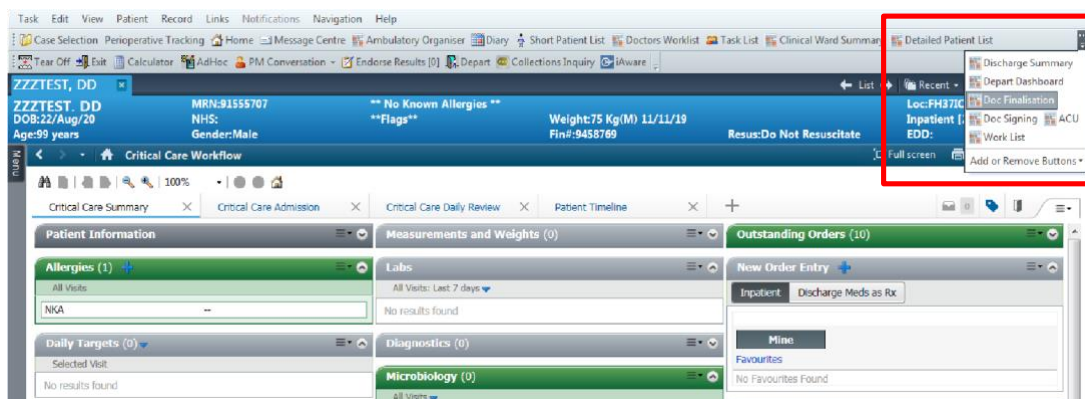 Task Edit View Patient Record Links Notifications Navigation Help
Case Selection Perioperative Tracking Home Message Centre Ambulatory Organiser Diary Short Patient List Doctors Worklist Task List Clinical Ward Summary Detailed Patient List
Tear Off Exit Calculator AdHoc PM Conversation Endorse Results [0] Depart Collections Inquiry iAware
Discharge Summary
Depart Dashboard
Doc Finalisation
Doc Signing ACU
Work List
Add or Remove Buttons
ZZZTEST, DD List Recent
ZZZTEST, DD MRN:91555707 ** No Known Allergies ** Loc:FH37IC
DOB:22/Aug/20 NHS: **Flags** Weight:75 Kg(M) 11/11/19 Inpatient
Age:99 years Gender:Male Fin#:9458769 Resus:Do Not Resuscitate EDD:
Menu
Critical Care Workflow Full screen
100%
Critical Care Summary Critical Care Admission Critical Care Daily Review Patient Timeline
0
Patient Information Measurements and Weights (0) Outstanding Orders (10)
Allergies (1) Labs New Order Entry
All Visits All Visits: Last 7 days Inpatient Discharge Meds as Rx
NKA -- No results found
Daily Targets (0) Diagnostics (0) Mine
Selected Visit Favourites
No results found Microbiology (0) No Favourites Found
All Visits